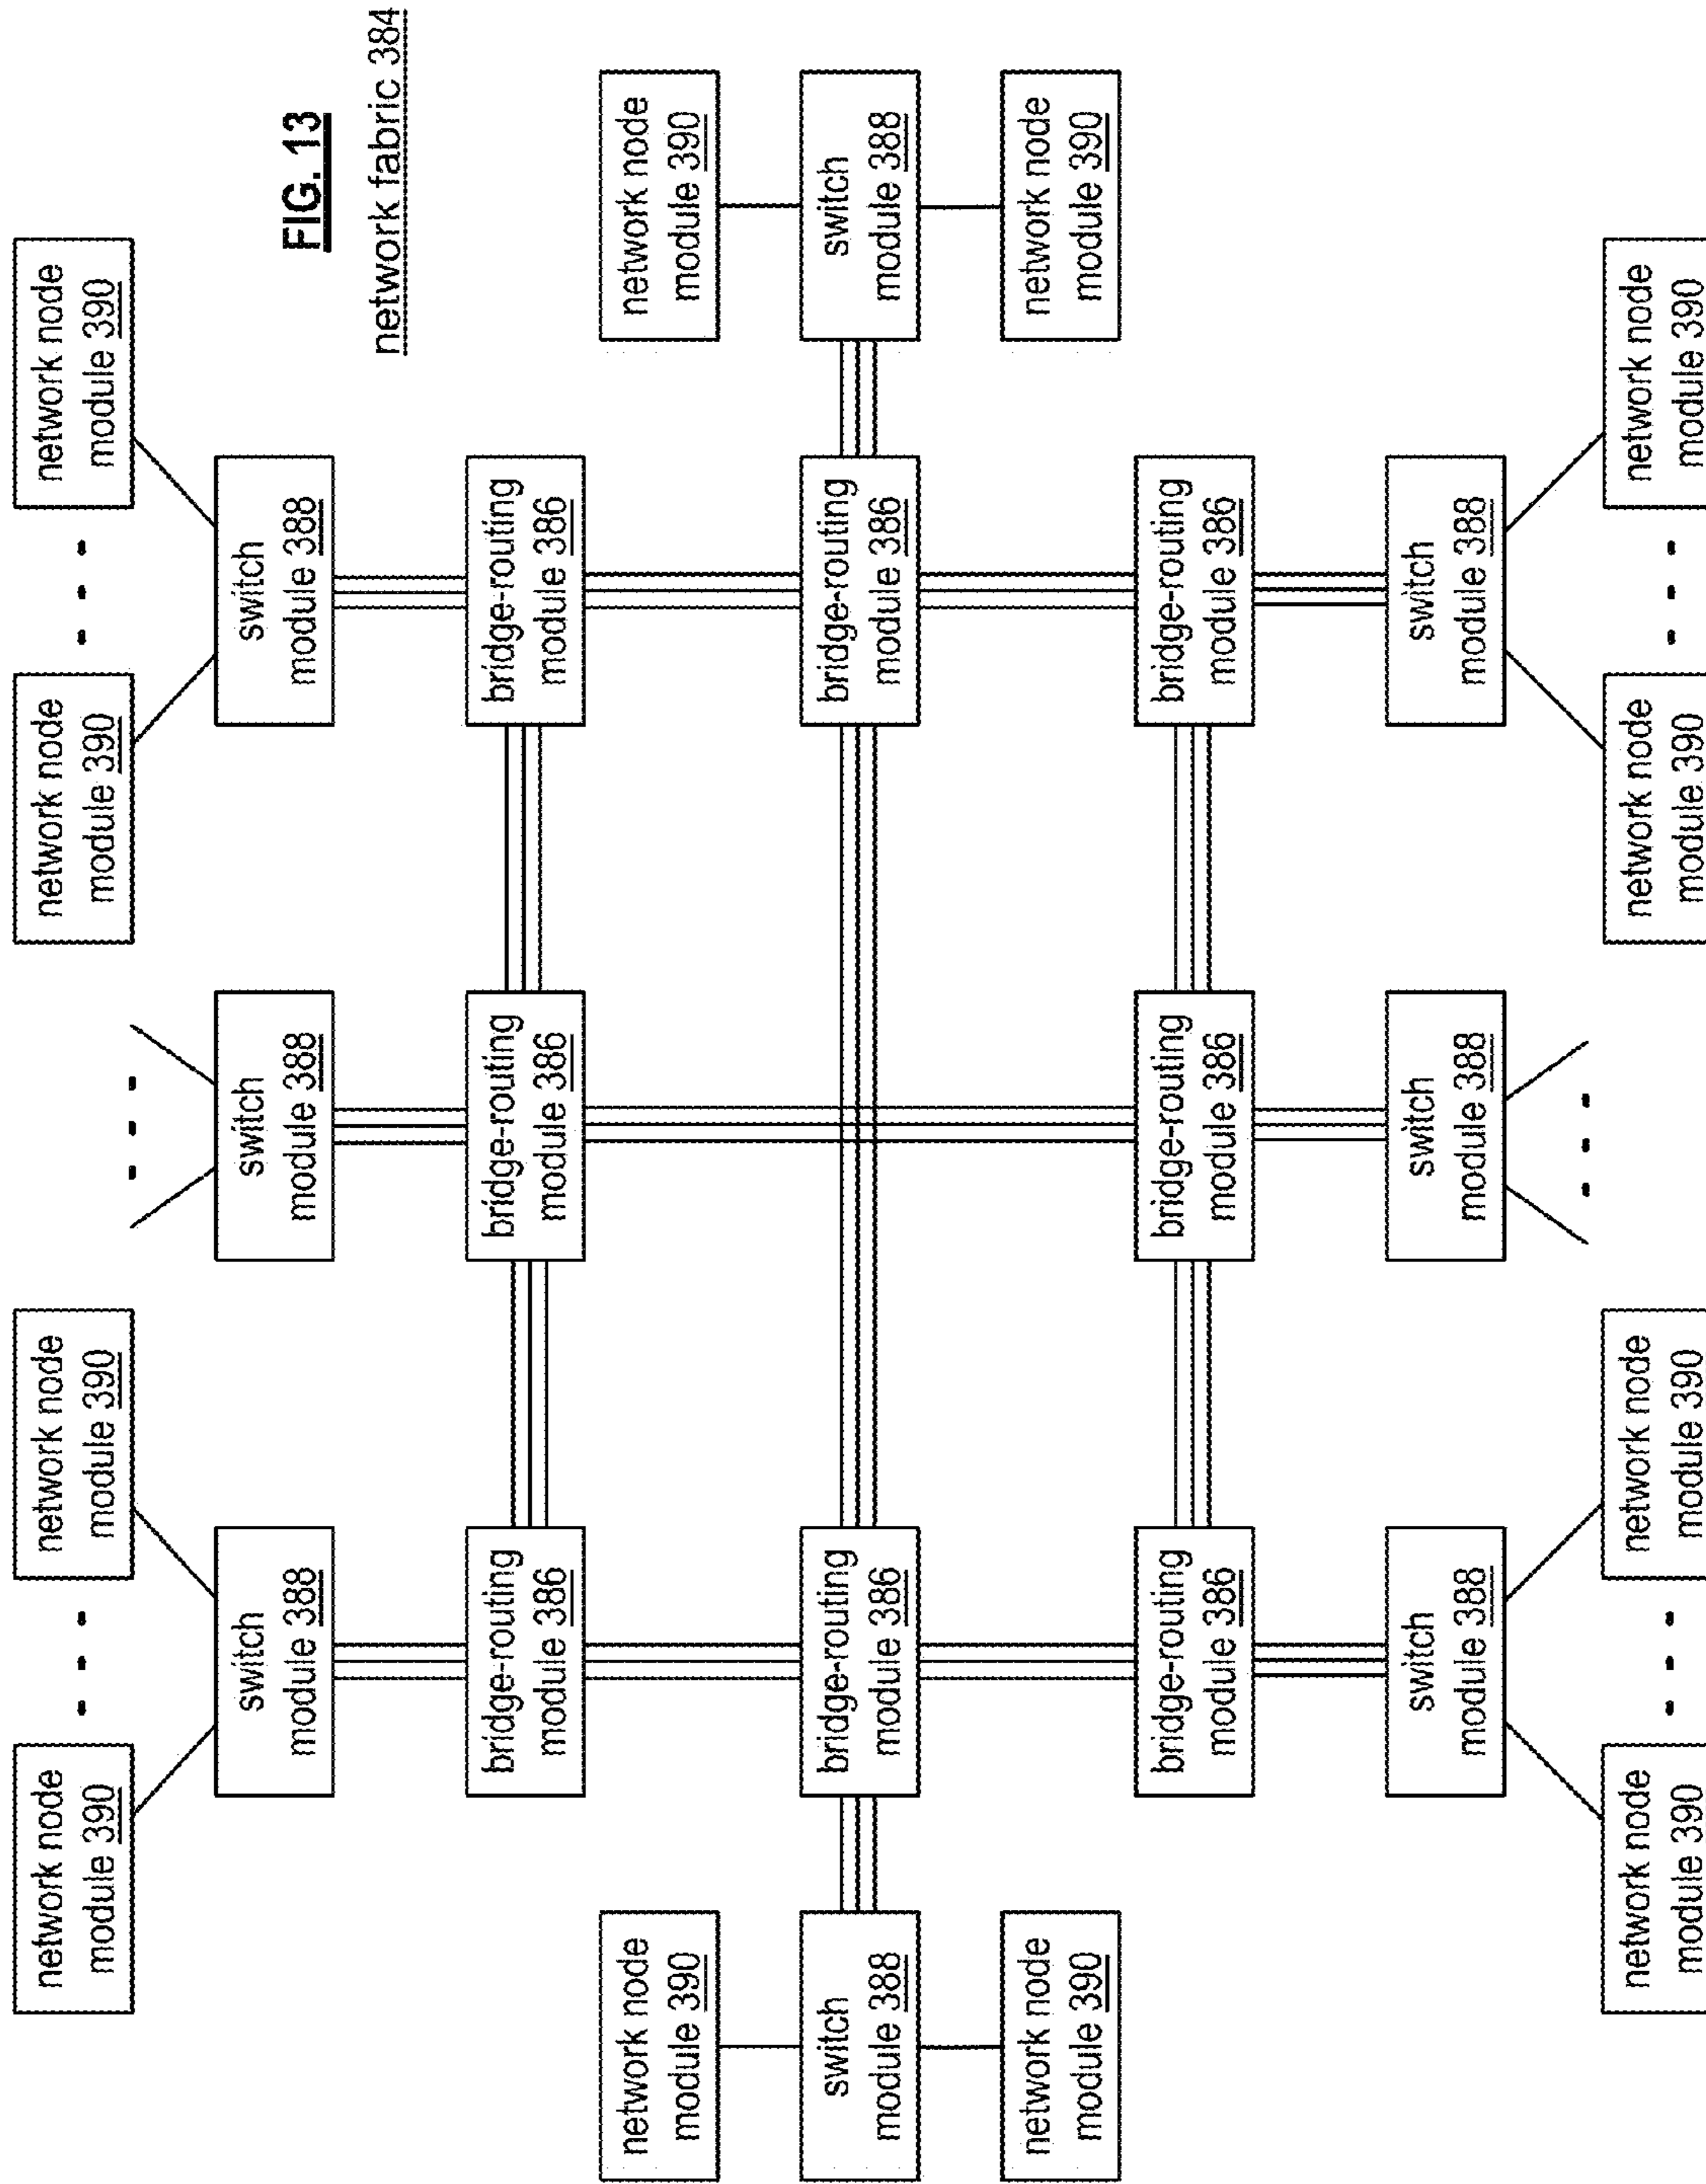 network node
module 390
network node
module 390
network node
module 390
network node
module 390
switch
module 388
switch
module 388
switch
module 388
FIG. 13
network fabric 384
bridge-routing
module 386
bridge-routing
module 386
bridge-routing
module 386
network node
module 390
network node
module 390
switch
module 388
bridge-routing
module 386
bridge-routing
module 386
switch
module 388
network node
module 390
network node
module 390
bridge-routing
module 386
bridge-routing
module 386
bridge-routing
module 386
switch
module 388
switch
module 388
switch
module 388
network node
module 390
network node
module 390
network node
module 390
network node
module 390